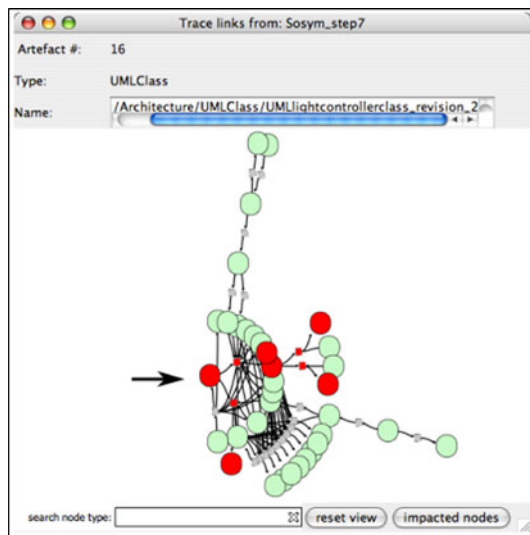 Trace links from: Sosym_step7
Artefact #: 16
Type: UMLClass
Name: /Architecture/UMLClass/UMLlightcontrollerclass_revision_2
search node type: reset view impacted nodes